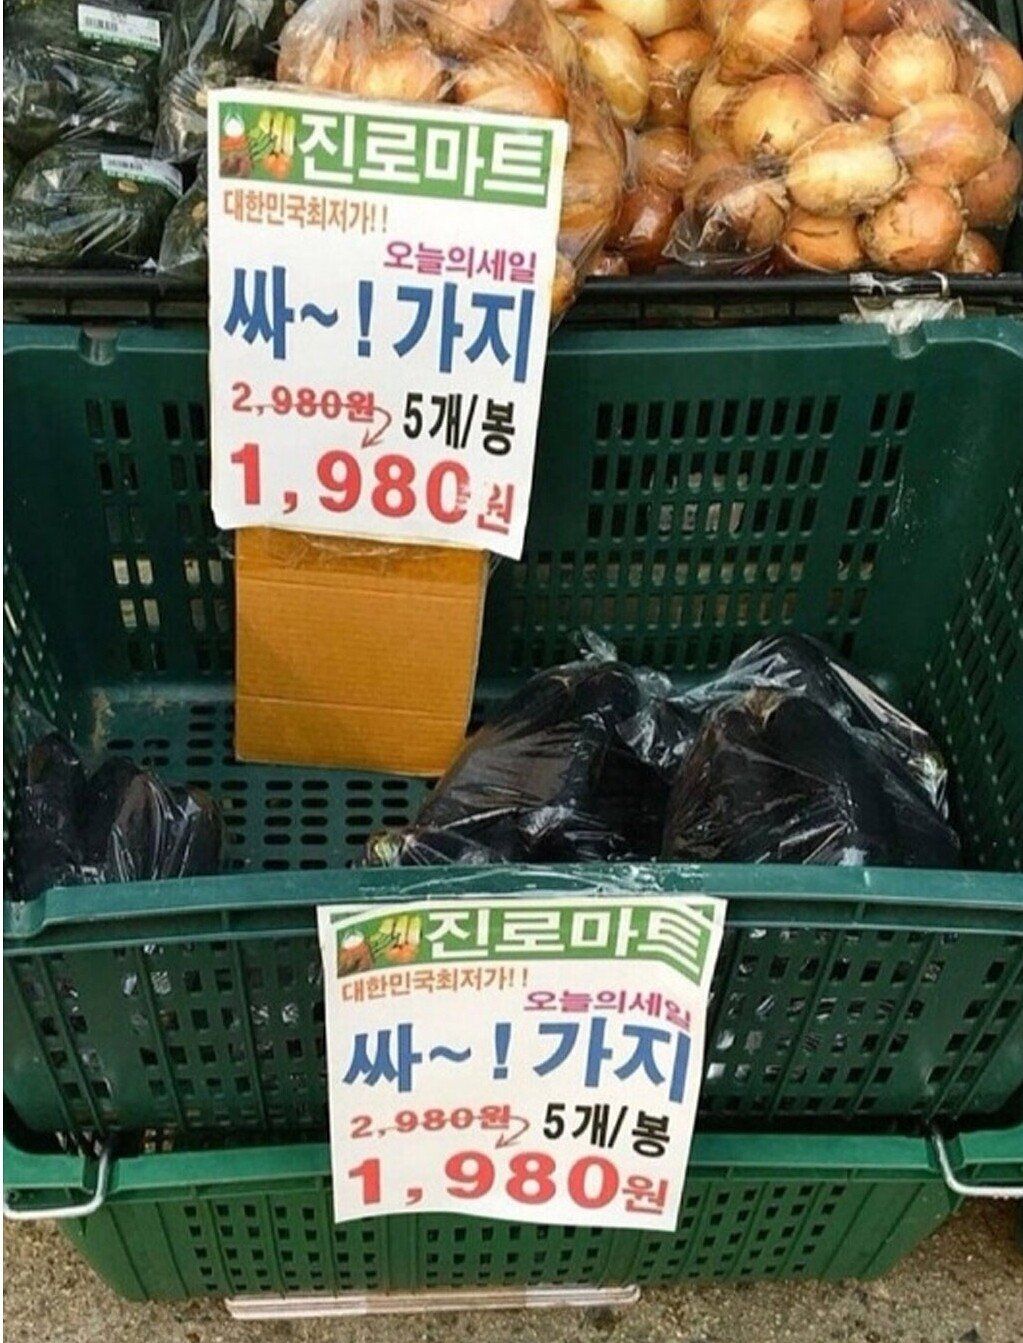 진로마트
대한민국최저가!!
오늘의세일
싸~!가지
2,980원 5개/봉
1,980원
진로마트
대한민국최저가!!
오늘의세일
싸~!가지
2,980원 5개/봉
1,980원